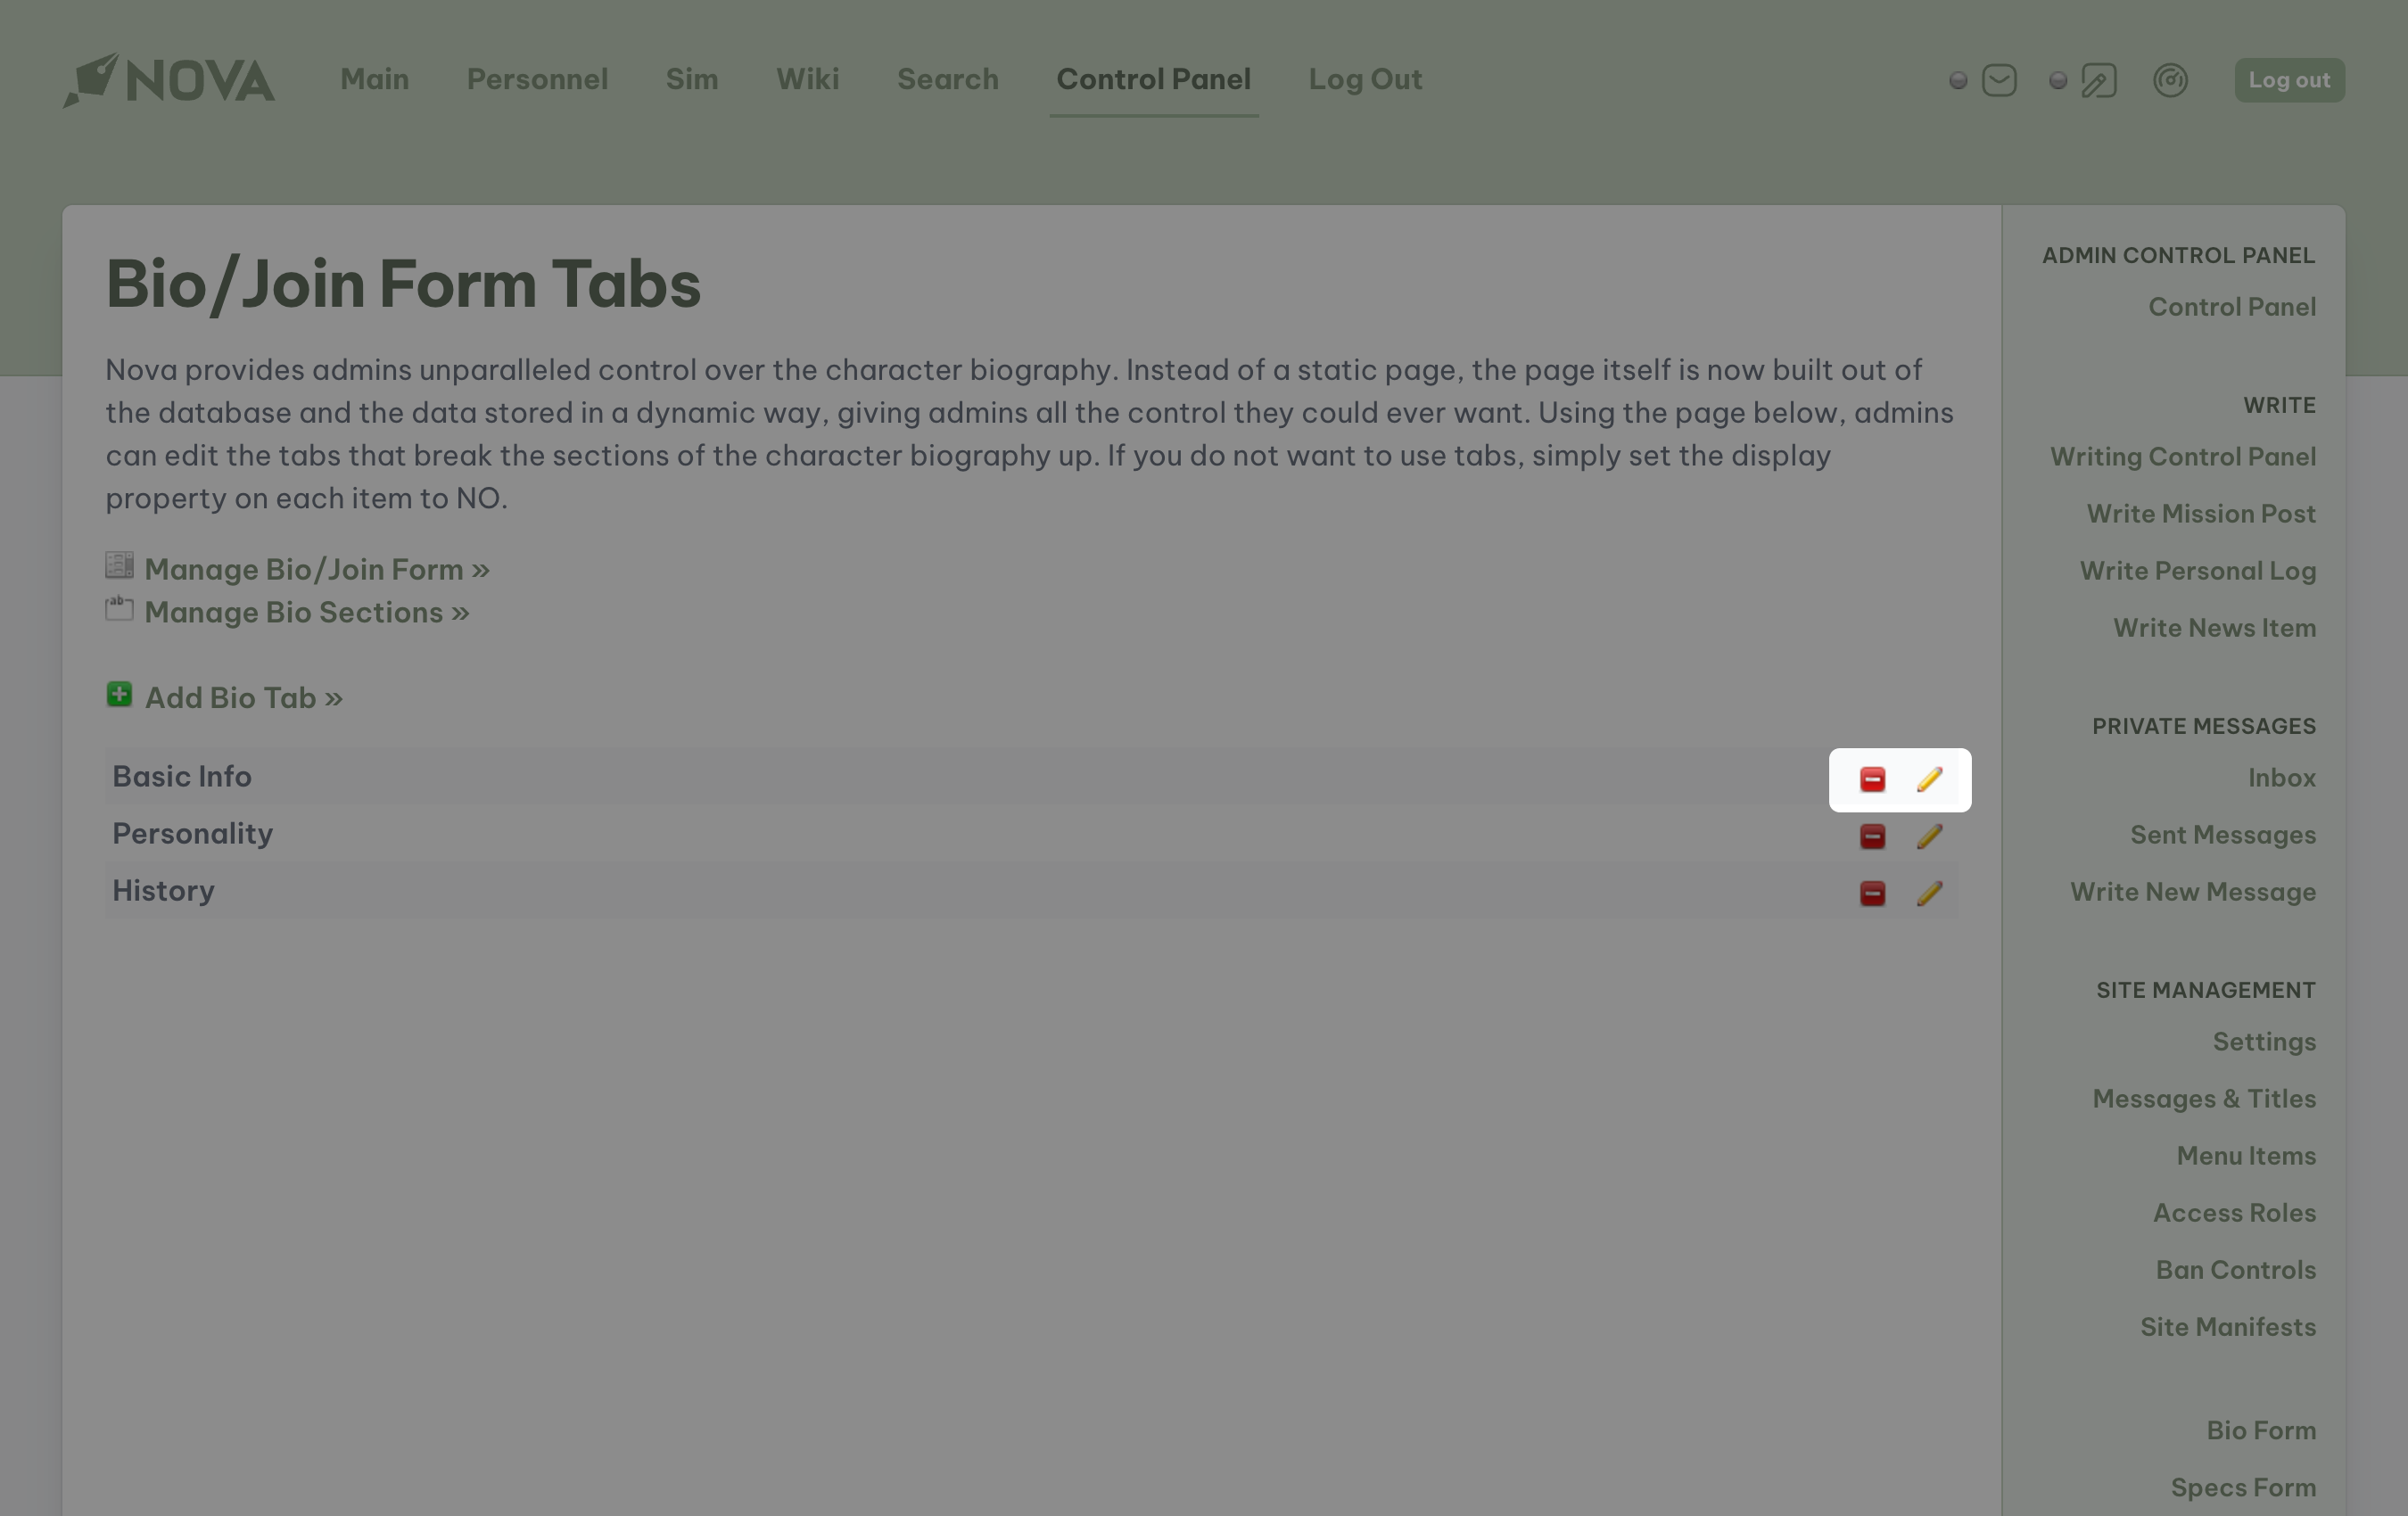 NOVA Main Personnel Sim Wiki Search Control Panel Log Out Log out
Bio/Join Form Tabs
Nova provides admins unparalleled control over the character biography. Instead of a static page, the page itself is now built out of
the database and the data stored in a dynamic way, giving admins all the control they could ever want. Using the page below, admins
can edit the tabs that break the sections of the character biography up. If you do not want to use tabs, simply set the display
property on each item to NO.
Manage Bio/Join Form »
ab
Manage Bio Sections »
Add Bio Tab »
Basic Info
Personality
History
ADMIN CONTROL PANEL
Control Panel
WRITE
Writing Control Panel
Write Mission Post
Write Personal Log
Write News Item
PRIVATE MESSAGES
Inbox
Sent Messages
Write New Message
SITE MANAGEMENT
Settings
Messages & Titles
Menu Items
Access Roles
Ban Controls
Site Manifests
Bio Form
Specs Form